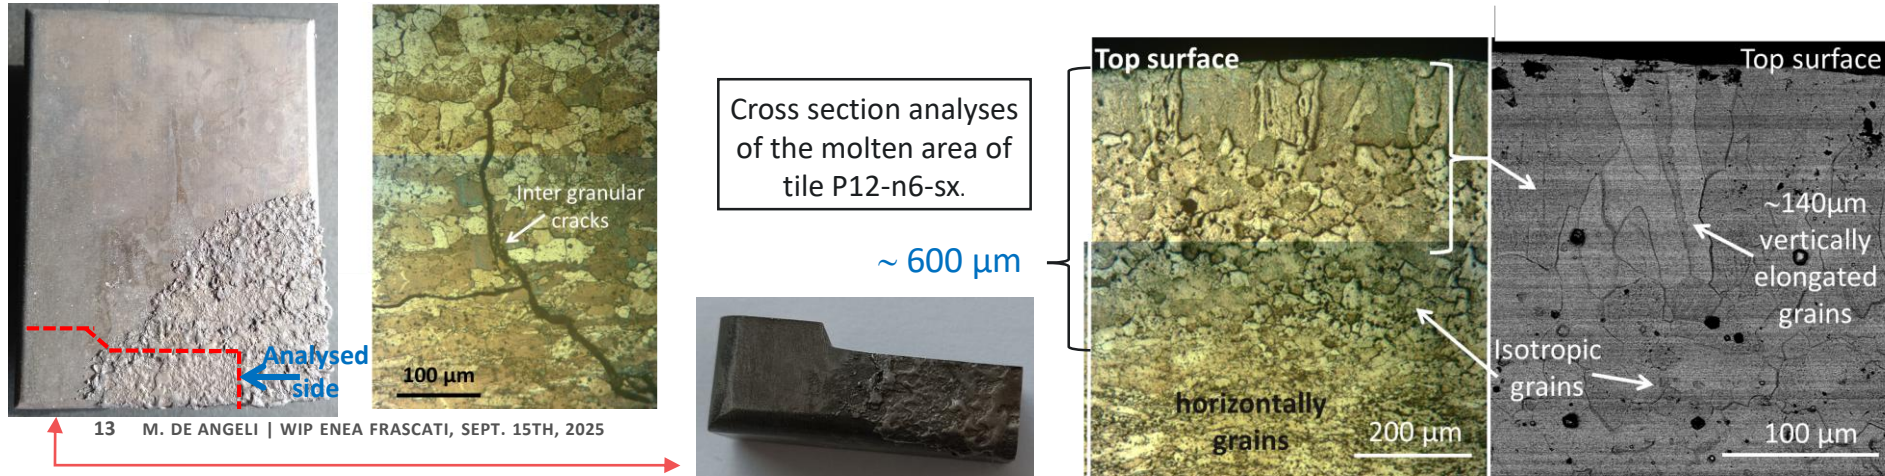 Analysed
side
Inter granular
cracks
100 µm
13 M. DE ANGELI | WIP ENEA FRASCATI, SEPT. 15TH, 2025
Cross section analyses
of the molten area of
tile P12-n6-sx.
~ 600 µm
Top surface
horizontally
grains
200 µm
Top surface
~140µm
vertically
elongated
grains
Isotropic
grains
100 µm